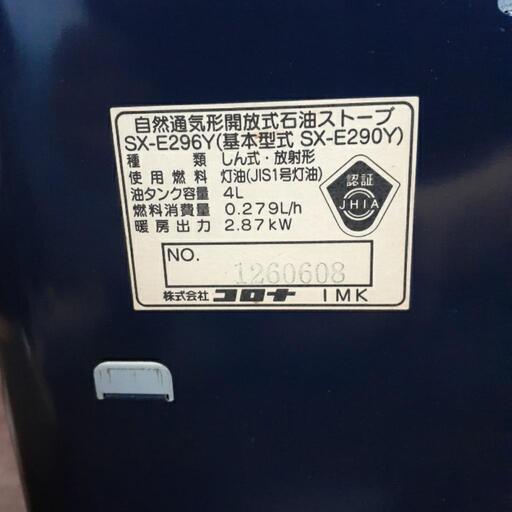 自然通気形開放式石油ストーブ
SX-E296Y(基本型式 SX-E290Y)
種類 しん式・放射形
使用燃料 灯油(JIS1号灯油)
油タンク容量 4L
燃料消費量 0.279L/h
暖房出力 2.87kW
認証
JHIA
NO.
1260608
株式会社 コロナ IMK